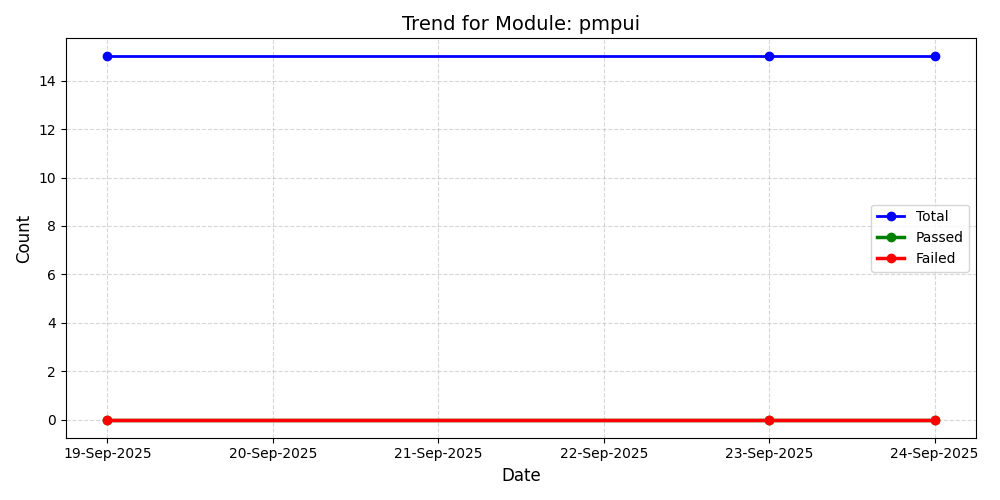 Trend for Module: pmpui
Count
14
12
10
8
6
4
2
0
Total
Passed
Failed
19-Sep-2025 20-Sep-2025 21-Sep-2025 22-Sep-2025 23-Sep-2025 24-Sep-2025
Date